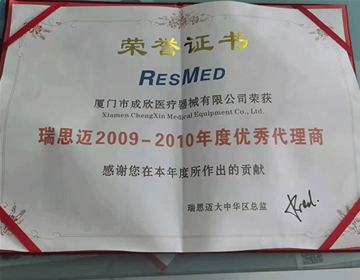 荣誉证书
RESMED
厦门市成欣医疗器械有限公司荣获
Xiamen ChengXin Medical Equipment Co., Ltd.
瑞思迈2009-2010年度优秀代理商
感谢您在本年度所作出的贡献
瑞思迈大中华区总监